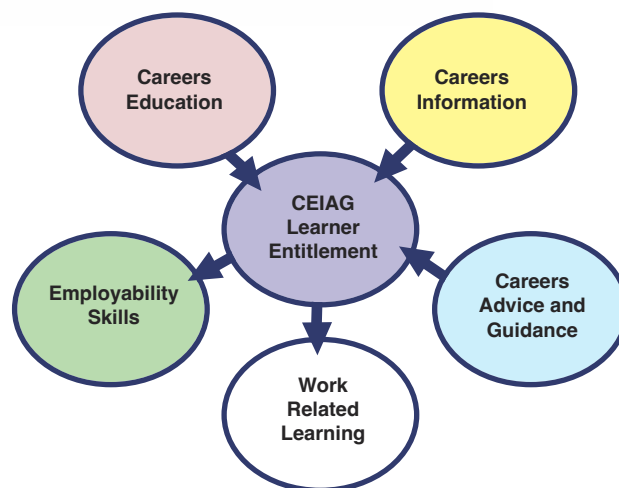 Careers
Education
Careers
Information
CEIAG
Learner
Entitlement
Employability
Skills
Careers
Advice and
Guidance
Work
Related
Learning